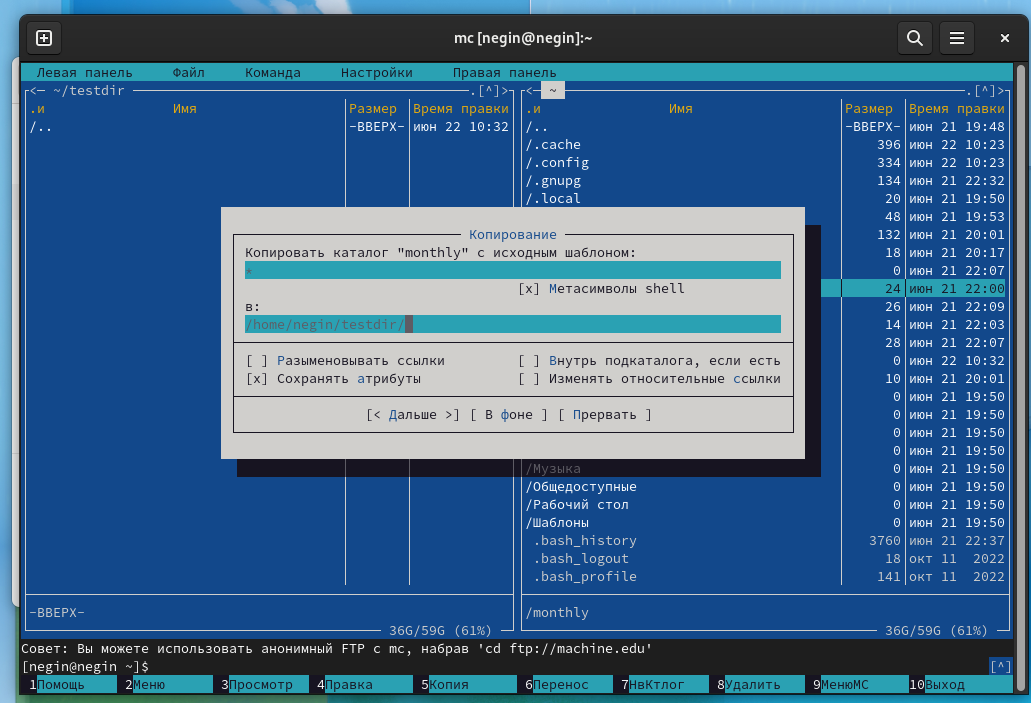 mc [negin@negin]:~
Левая панель Файл Команда Настройки Правая панель
<— ~/testdir .[^]> <— ~ .[^]>
.и Имя Размер Время правки .и Имя Размер Время правки
/.. -ВВЕРХ- июн 22 10:32 /.. -ВВЕРХ- июн 21 19:48
/.cache 396 июн 22 10:23
/.config 334 июн 22 10:23
/.gnupg 134 июн 21 22:32
/.local 20 июн 21 19:50
48 июн 21 19:53
Копирование 132 июн 21 20:01
Копировать каталог "monthly" с исходным шаблоном: 18 июн 21 20:17
* 0 июн 21 22:07
[x] Метасимволы shell 24 июн 21 22:00
в: 26 июн 21 22:09
/home/negin/testdir/ 14 июн 21 22:03
28 июн 21 22:07
[ ] Разыменовывать ссылки [ ] Внутрь подкаталога, если есть 0 июн 22 10:32
[x] Сохранять атрибуты [ ] Изменять относительные ссылки 10 июн 21 20:01
0 июн 21 19:50
[< Дальше >] [ В фоне ] [ Прервать ] 0 июн 21 19:50
0 июн 21 19:50
0 июн 21 19:50
/Музыка 0 июн 21 19:50
/Общедоступные 0 июн 21 19:50
/Рабочий стол 0 июн 21 19:50
/Шаблоны 0 июн 21 19:50
.bash_history 3760 июн 21 22:37
.bash_logout 18 окт 11 2022
.bash_profile 141 окт 11 2022
-ВВЕРХ- /monthly
36G/59G (61%) 36G/59G (61%)
Совет: Вы можете использовать анонимный FTP с mc, набрав 'cd ftp://machine.edu'
[negin@negin ~]$ [^]
1Помощь 2Меню 3Просмотр 4Правка 5Копия 6Перенос 7НвКтлог 8Удалить 9МенюMC 10Выход